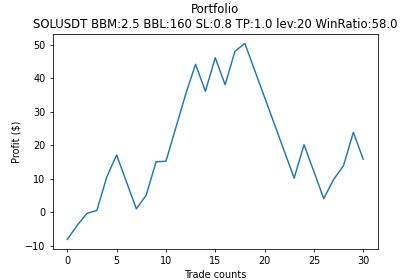 Portfolio
SOLUSDT BBM:2.5 BBL:160 SL:0.8 TP:1.0 lev:20 WinRatio:58.0
50
40
30
20
10
0
−10
Profit ($)
0 5 10 15 20 25 30
Trade counts